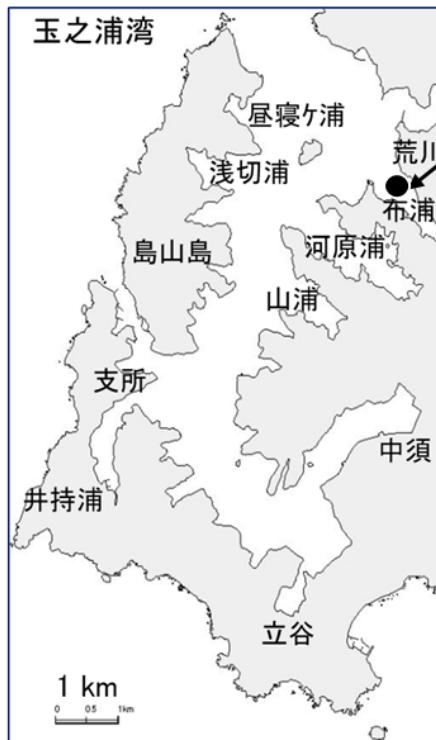 玉之浦湾
昼寝ケ浦
浅切浦
荒川
布浦
島山島
河原浦
山浦
支所
中須
井持浦
立谷
1 km
0 0.5 1km